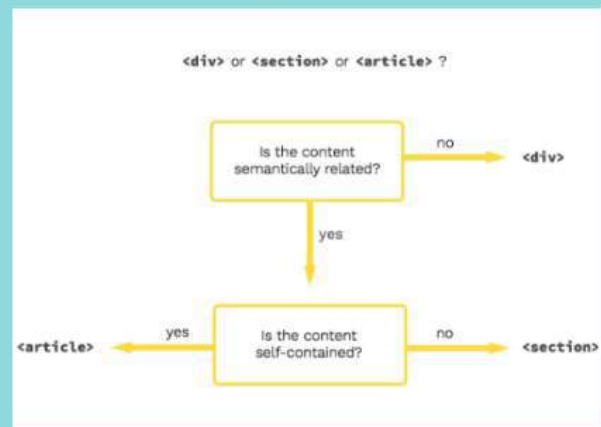 <div> or <section> or <article> ?
Is the content
semantically related?
no
<div>
yes
<article>
yes
Is the content
self-contained?
no
<section>